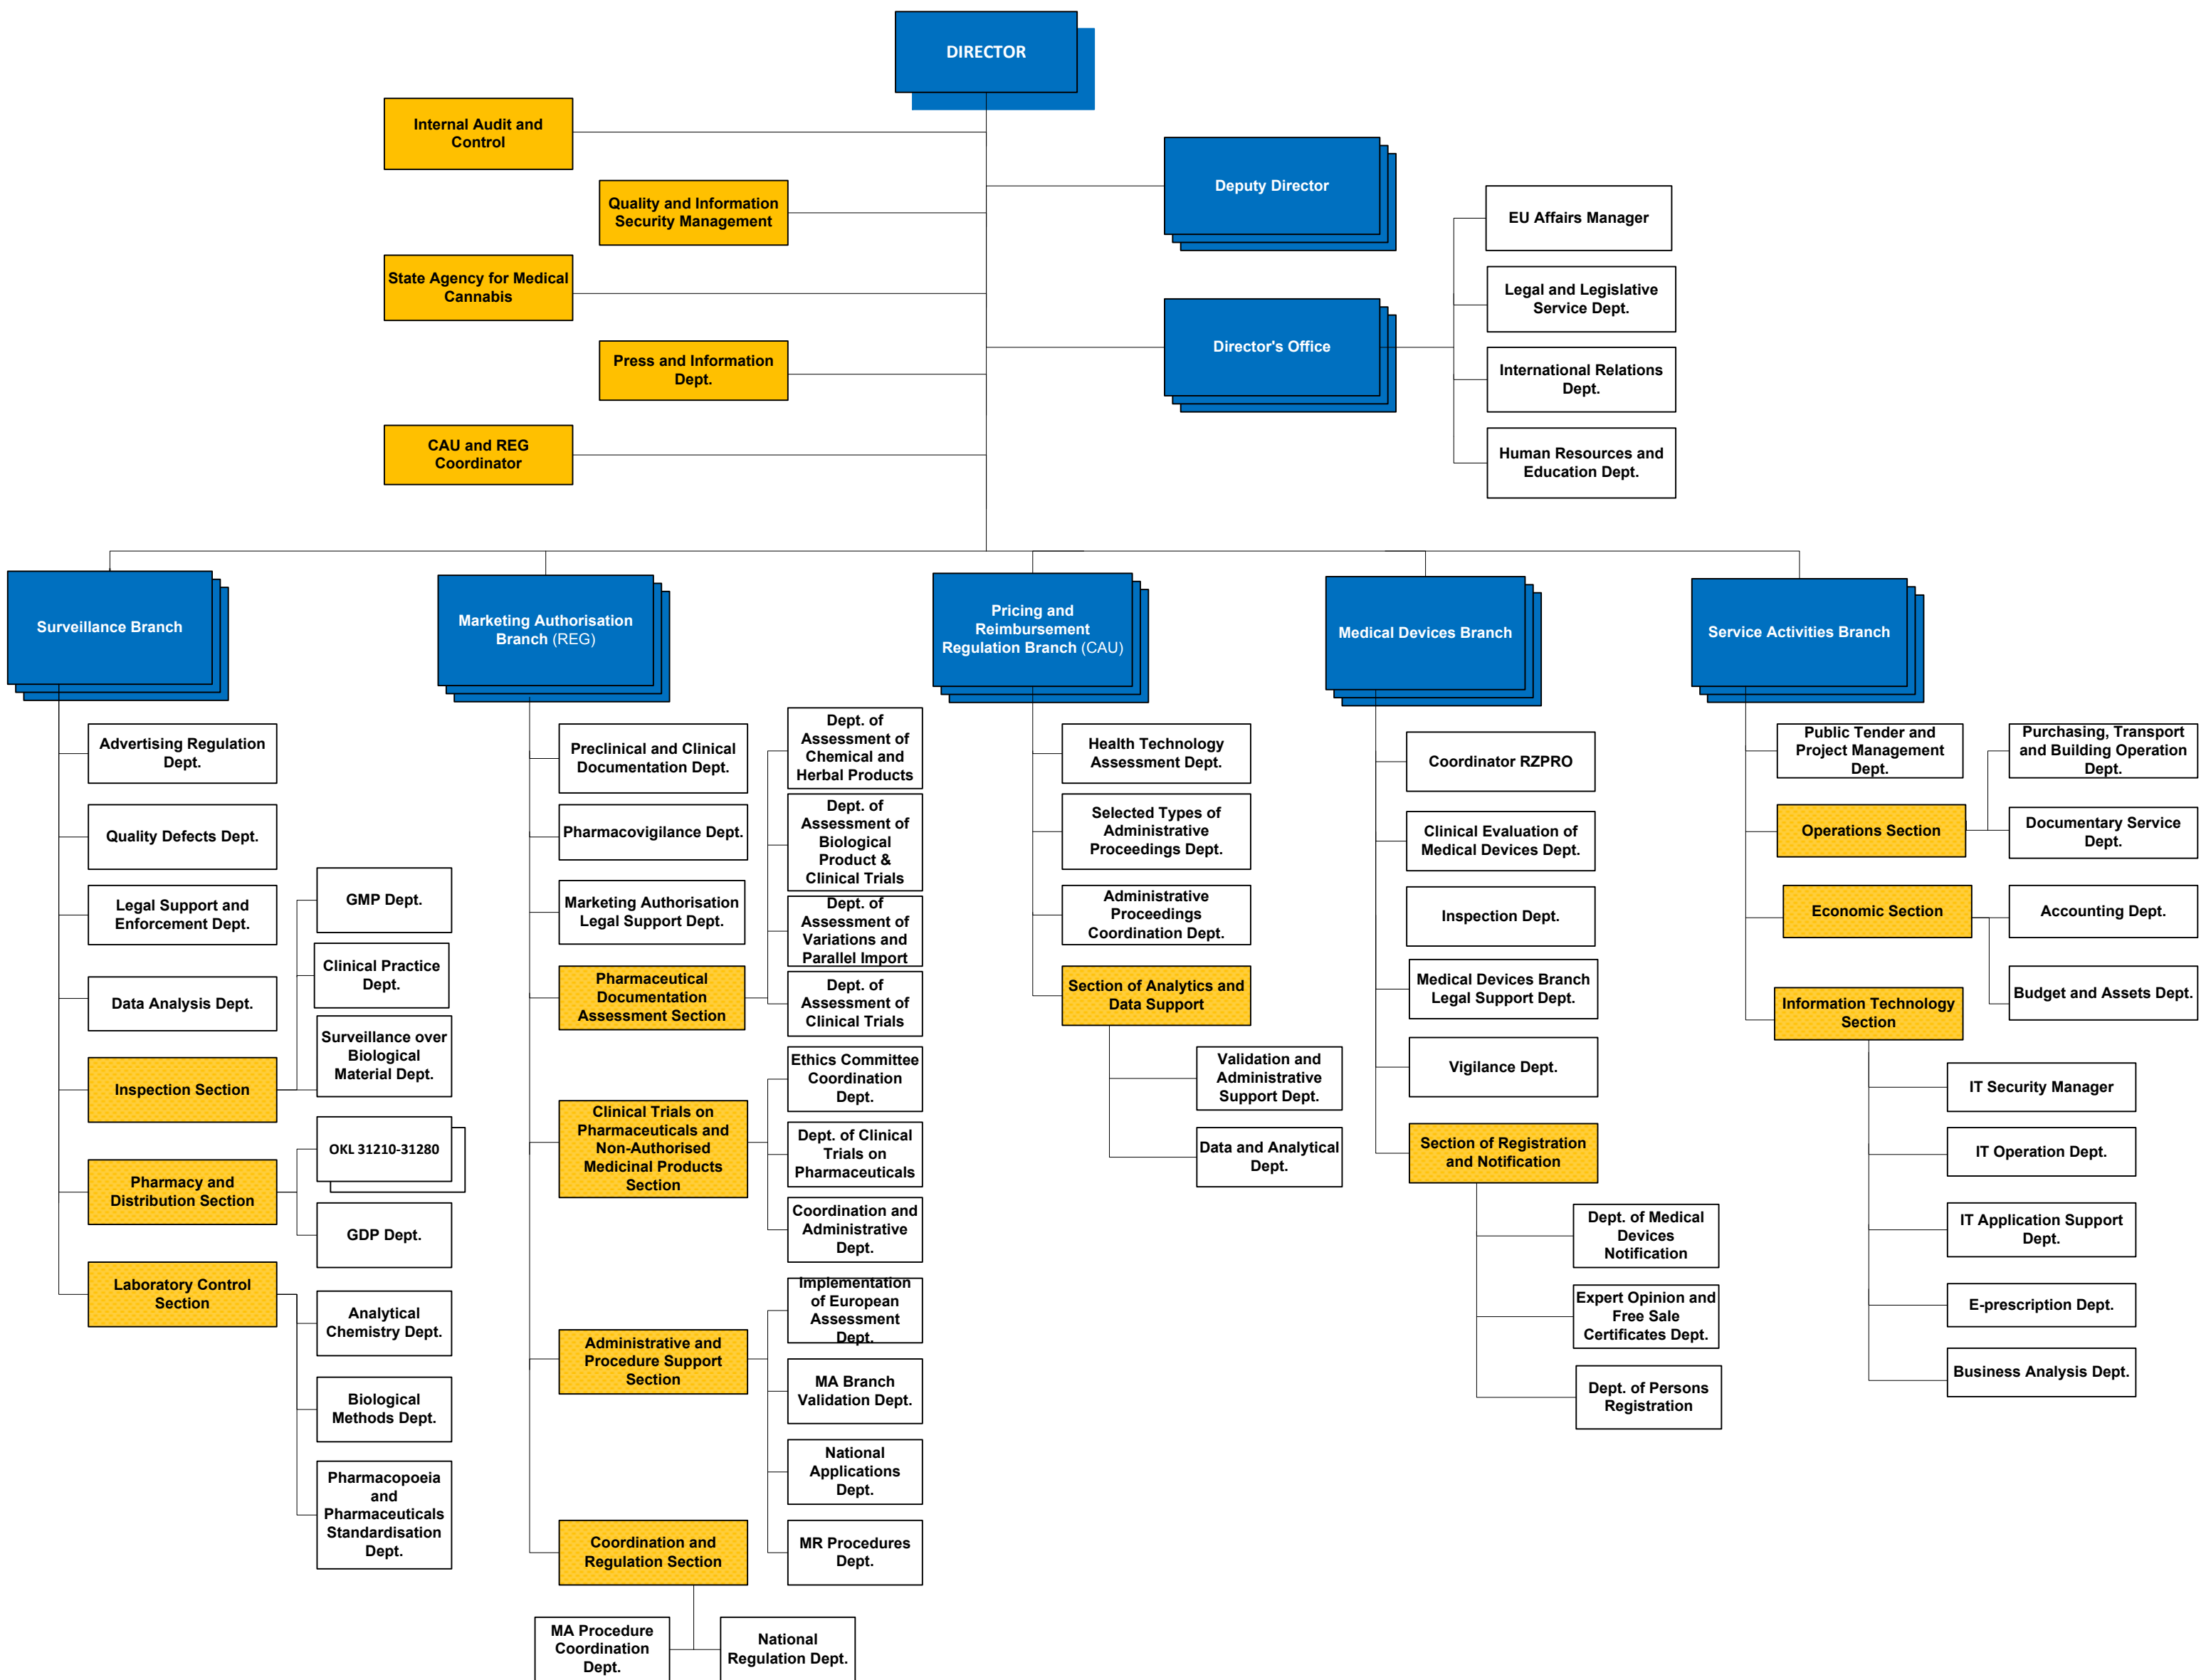 DIRECTOR
Internal Audit and
Control
Quality and Information
Security Management
State Agency for Medical
Cannabis
Press and Information
Dept.
CAU and REG
Coordinator
Deputy Director
Director's Office
EU Affairs Manager
Legal and Legislative
Service Dept.
International Relations
Dept.
Human Resources and
Education Dept.
Surveillance Branch
Advertising Regulation
Dept.
Quality Defects Dept.
Legal Support and
Enforcement Dept.
Data Analysis Dept.
Inspection Section
GMP Dept.
Clinical Practice
Dept.
Surveillance over
Biological
Material Dept.
Pharmacy and
Distribution Section
OKL 31210-31280
GDP Dept.
Laboratory Control
Section
Analytical
Chemistry Dept.
Biological
Methods Dept.
Pharmacopoeia
and
Pharmaceuticals
Standardisation
Dept.
Marketing Authorisation
Branch (REG)
Preclinical and Clinical
Documentation Dept.
Pharmacovigilance Dept.
Marketing Authorisation
Legal Support Dept.
Pharmaceutical
Documentation
Assessment Section
Dept. of
Assessment of
Chemical and
Herbal Products
Dept. of
Assessment of
Biological
Product &
Clinical Trials
Dept. of
Assessment of
Variations and
Parallel Import
Dept. of
Assessment of
Clinical Trials
Clinical Trials on
Pharmaceuticals and
Non-Authorised
Medicinal Products
Section
Ethics Committee
Coordination
Dept.
Dept. of Clinical
Trials on
Pharmaceuticals
Coordination and
Administrative
Dept.
Administrative and
Procedure Support
Section
Implementation
of European
Assessment
Dept.
MA Branch
Validation Dept.
National
Applications
Dept.
MR Procedures
Dept.
Coordination and
Regulation Section
MA Procedure
Coordination
Dept.
National
Regulation Dept.
Pricing and
Reimbursement
Regulation Branch (CAU)
Health Technology
Assessment Dept.
Selected Types of
Administrative
Proceedings Dept.
Administrative
Proceedings
Coordination Dept.
Section of Analytics and
Data Support
Validation and
Administrative
Support Dept.
Data and Analytical
Dept.
Medical Devices Branch
Coordinator RZPRO
Clinical Evaluation of
Medical Devices Dept.
Inspection Dept.
Medical Devices Branch
Legal Support Dept.
Vigilance Dept.
Section of Registration
and Notification
Dept. of Medical
Devices
Notification
Expert Opinion and
Free Sale
Certificates Dept.
Dept. of Persons
Registration
Service Activities Branch
Public Tender and
Project Management
Dept.
Operations Section
Purchasing, Transport
and Building Operation
Dept.
Documentary Service
Dept.
Economic Section
Accounting Dept.
Budget and Assets Dept.
Information Technology
Section
IT Security Manager
IT Operation Dept.
IT Application Support
Dept.
E-prescription Dept.
Business Analysis Dept.